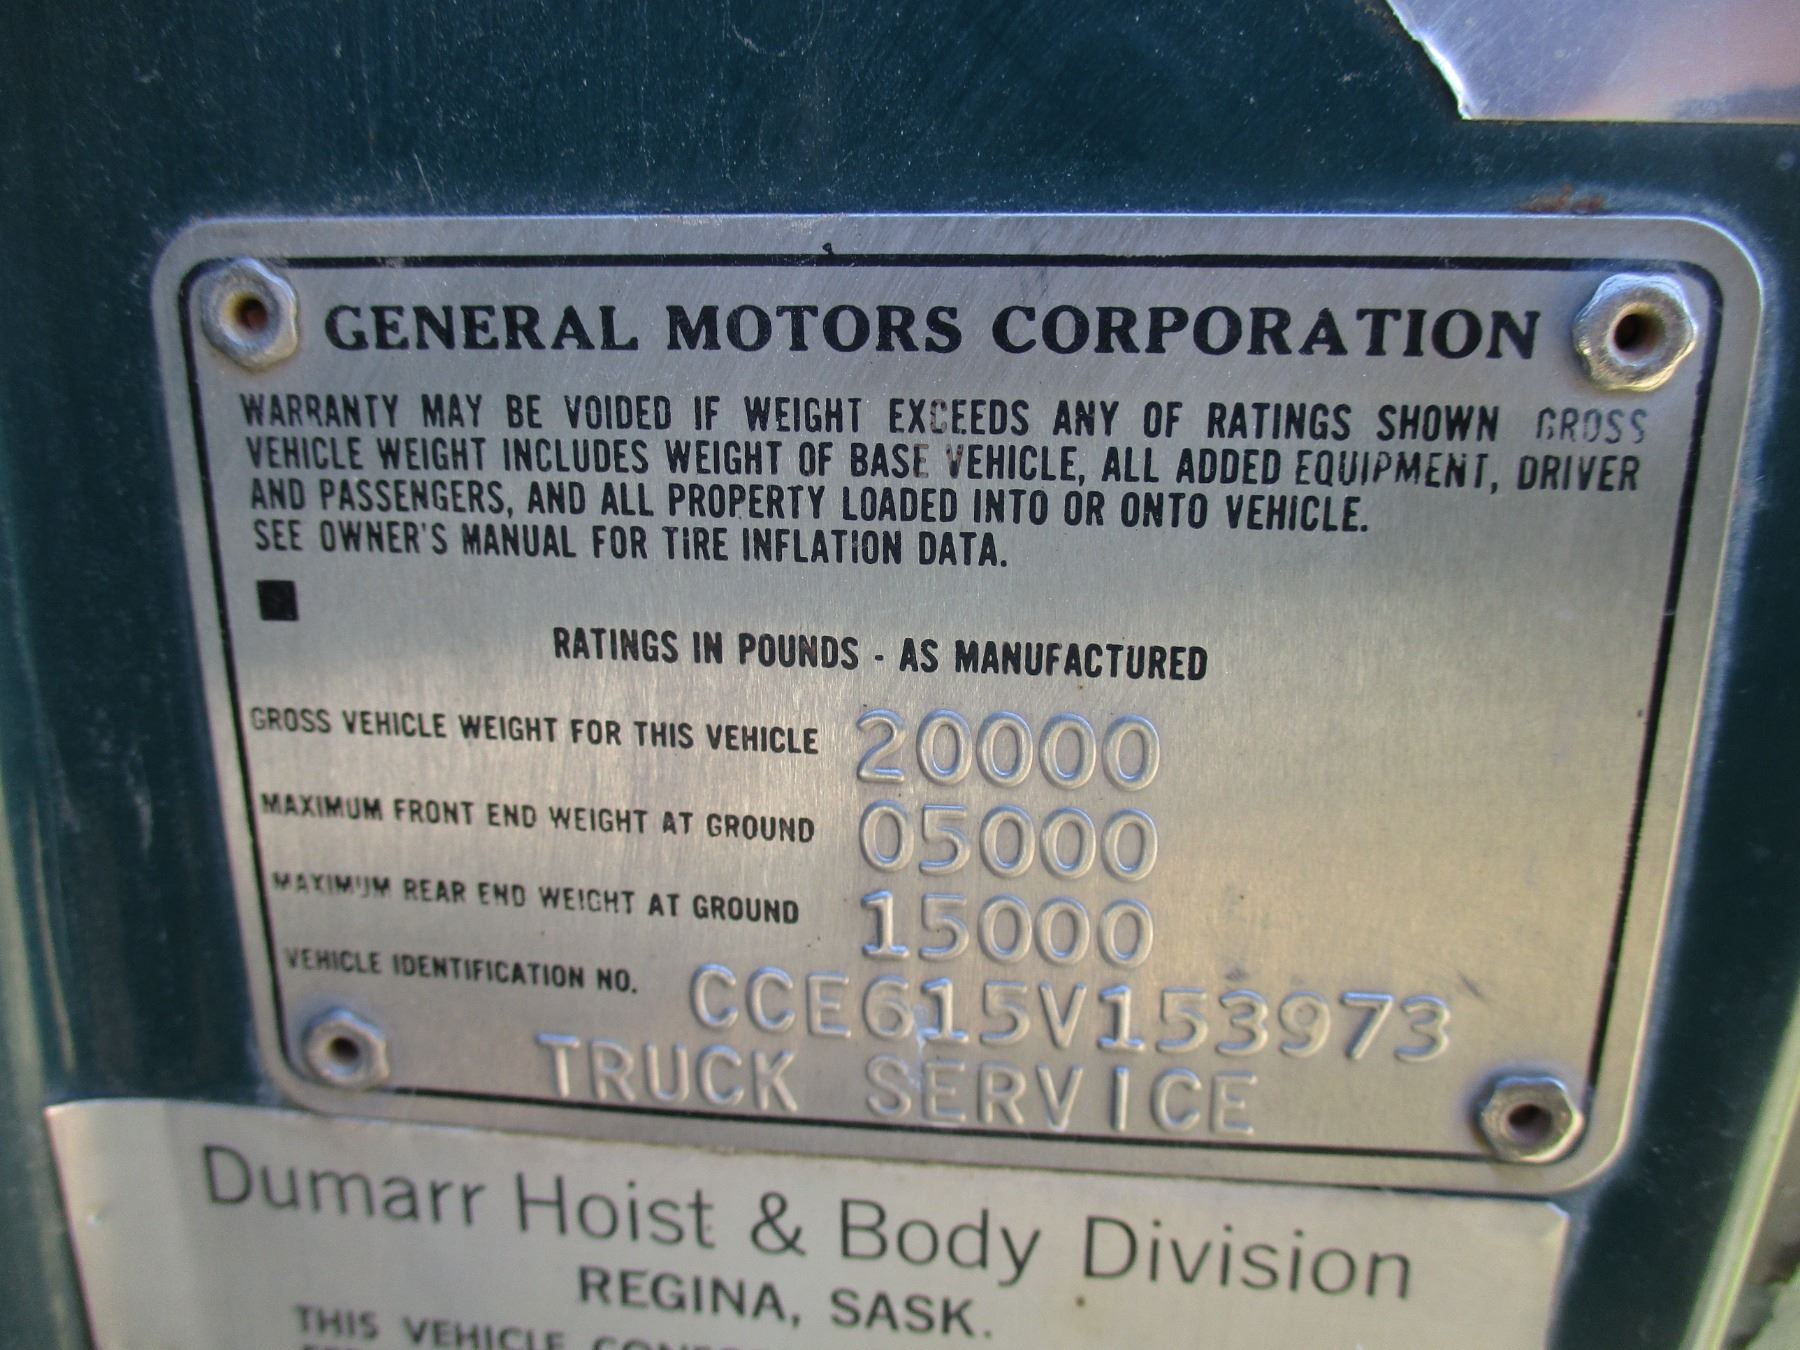 GENERAL MOTORS CORPORATION
WARRANTY MAY BE VOIDED IF WEIGHT EXCEEDS ANY OF RATINGS SHOWN GROSS
VEHICLE WEIGHT INCLUDES WEIGHT OF BASE VEHICLE, ALL ADDED EQUIPMENT, DRIVER
AND PASSENGERS, AND ALL PROPERTY LOADED INTO OR ONTO VEHICLE.
SEE OWNER'S MANUAL FOR TIRE INFLATION DATA.
RATINGS IN POUNDS - AS MANUFACTURED
GROSS VEHICLE WEIGHT FOR THIS VEHICLE 20000
MAXIMUM FRONT END WEIGHT AT GROUND 05000
MAXIMUM REAR END WEIGHT AT GROUND 15000
VEHICLE IDENTIFICATION NO. CCE615V153973
TRUCK SERVICE
Dumarr Hoist & Body Division
REGINA, SASK.
THIS VEHICLE